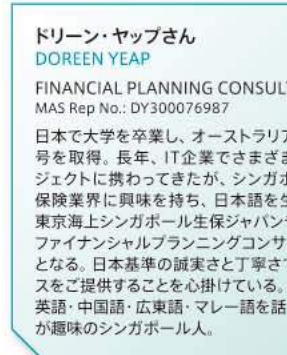 ドリーン・ヤップさん
DOREEN YEAP
FINANCIAL PLANNING CONSULT
MAS Rep No.: DY300076987
日本で大学を卒業し、オーストラリア
号を取得。長年、IT企業でさまざま
ジェクトに携わってきたが、シンガポ
保険業界に興味を持ち、日本語を生
東京海上シンガポール生保ジャパンデ
ファイナンシャルプランニングコンサ
となる。日本基準の誠実さと丁寧さで
スをご提供することを心掛けている。
英語・中国語・広東語・マレー語を話
が趣味のシンガポール人。